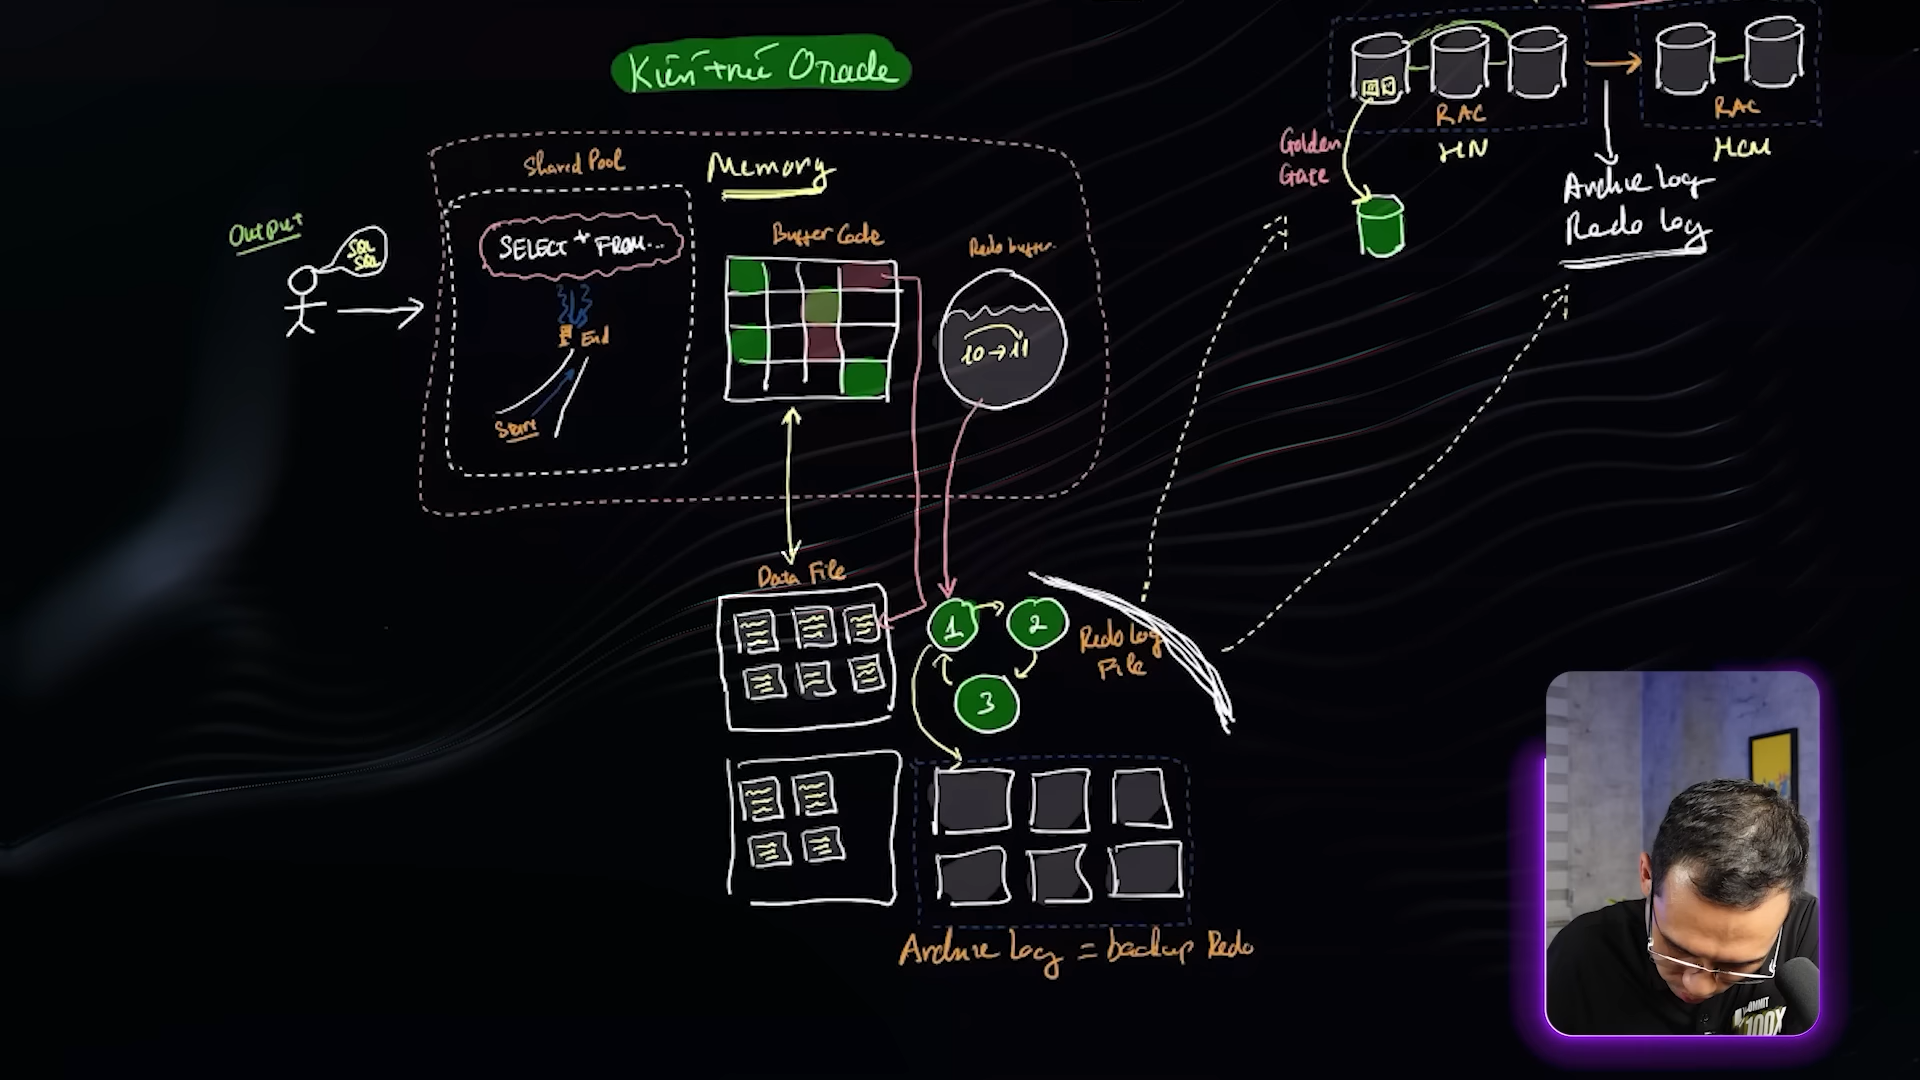 Kiến trúc Oracle
RAC
HN
RAC
HCM
Golden
Gate
Archive log
Redo log
Shared Pool
Memory
Output
SQL
SQL
SELECT * FROM...
Buffer Cache
Redo buffer
10→11
End
Start
Data File
1
2
3
Redo log
File
Archive log = backup Redo
COMMIT
100X